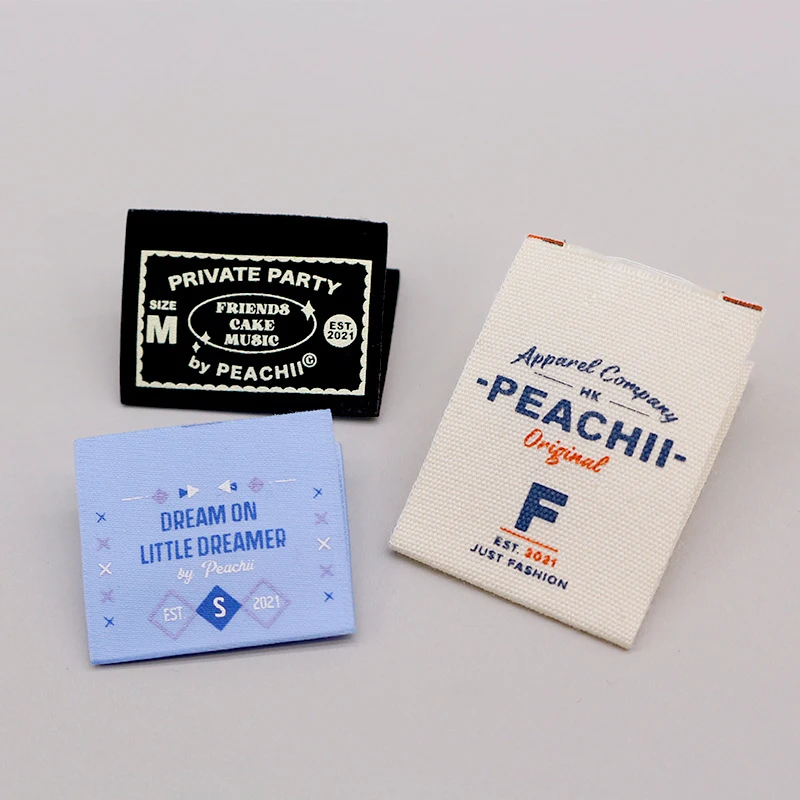 PRIVATE PARTY
SIZE
M
FRIENDS
CAKE
MUSIC
EST.
2021
by PEACHII©
DREAM ON
LITTLE DREAMER
by Peachii
EST. S 2021
Apparel Company
HK
-PEACHII-
Original
F
EST. 2021
JUST FASHION